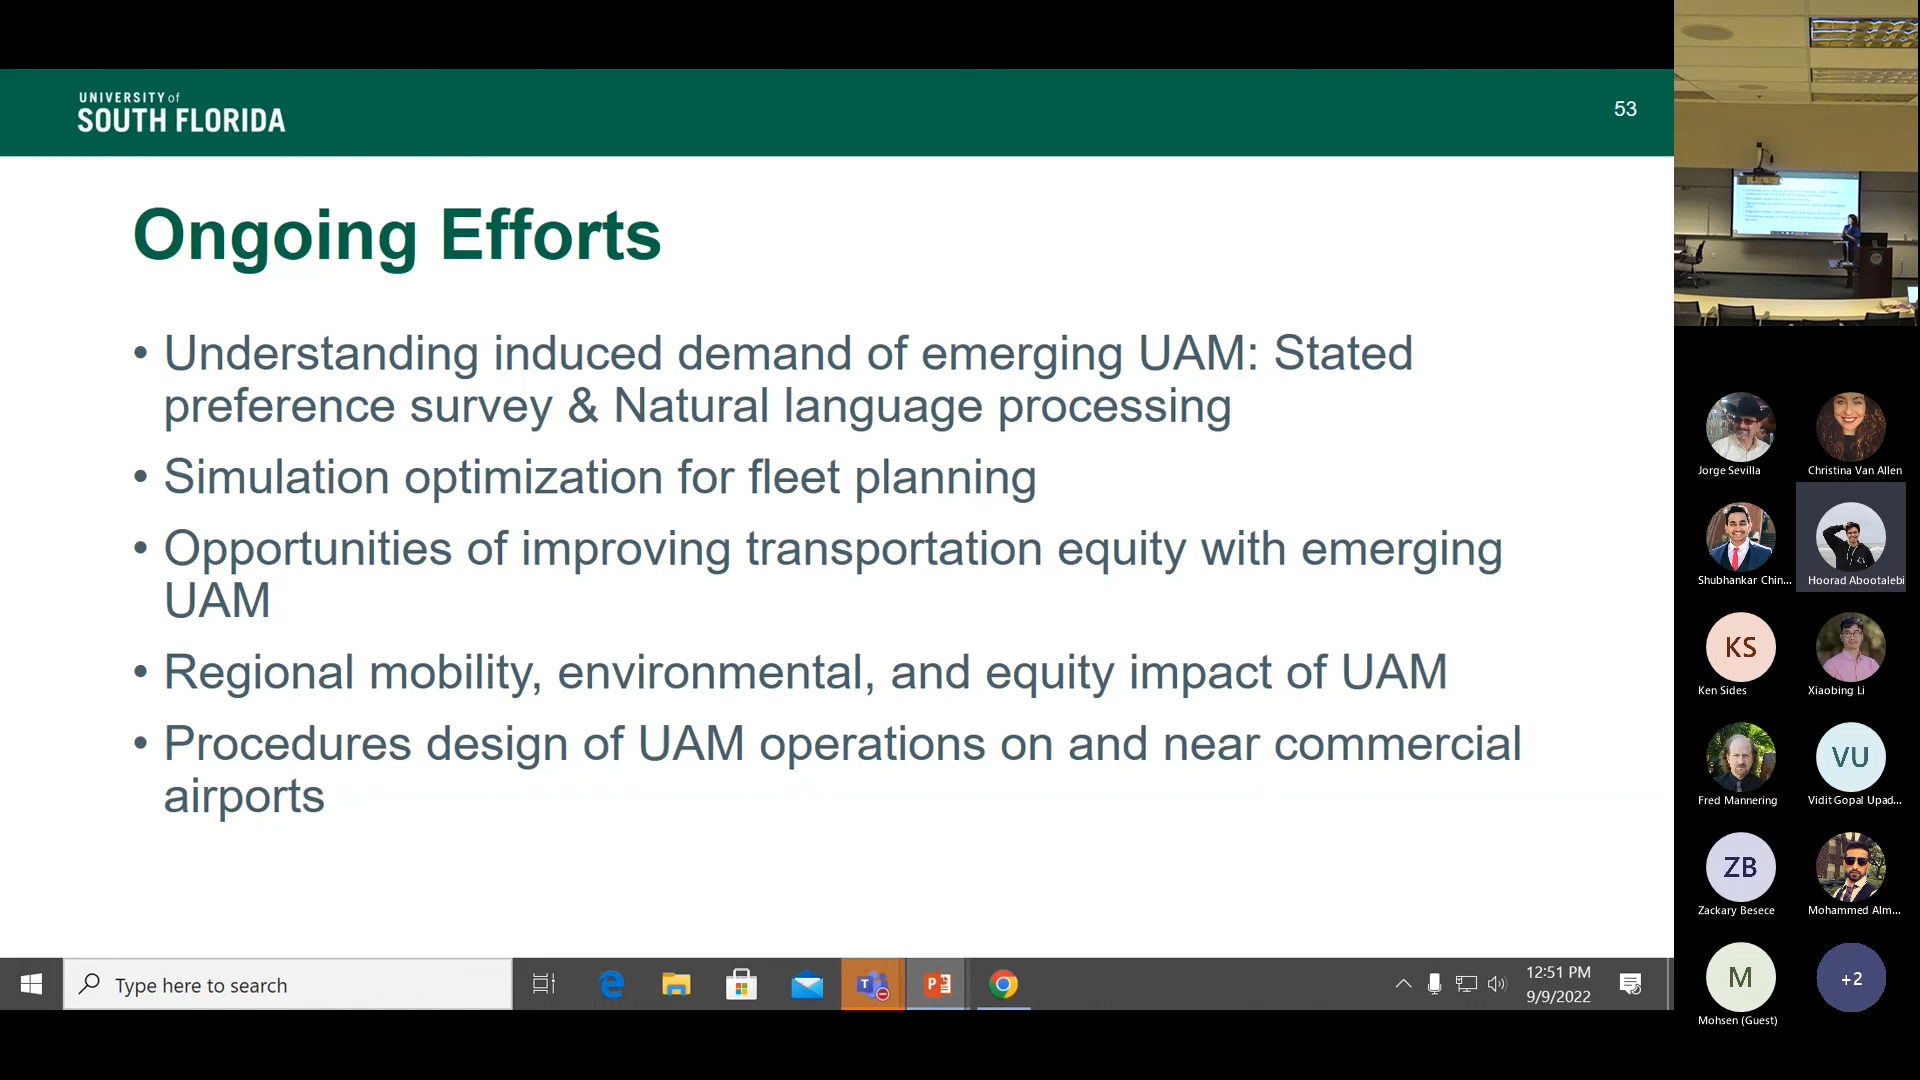 UNIVERSITY of
SOUTH FLORIDA
53
Ongoing Efforts
• Understanding induced demand of emerging UAM: Stated
preference survey & Natural language processing
• Simulation optimization for fleet planning
• Opportunities of improving transportation equity with emerging
UAM
• Regional mobility, environmental, and equity impact of UAM
• Procedures design of UAM operations on and near commercial
airports
Type here to search
12:51 PM
9/9/2022
Jorge Sevilla
Christina Van Allen
Shubhankar Chin...
Hoorad Abootalebi
KS
Ken Sides
Xiaobing Li
Fred Mannering
VU
Vidit Gopal Upad...
ZB
Zackary Besece
Mohammed Alm...
M
Mohsen (Guest)
+2